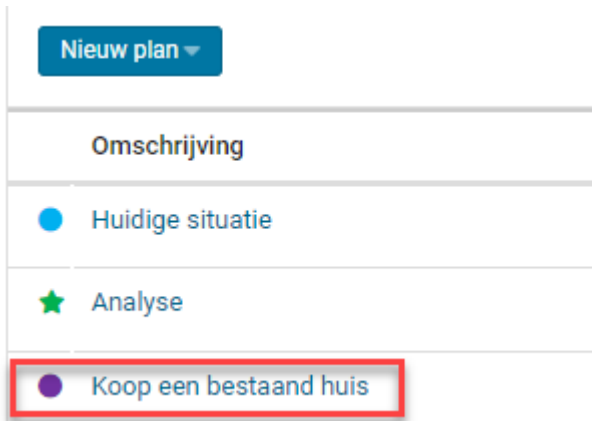 Nieuw plan
Omschrijving
Huidige situatie
Analyse
Koop een bestaand huis